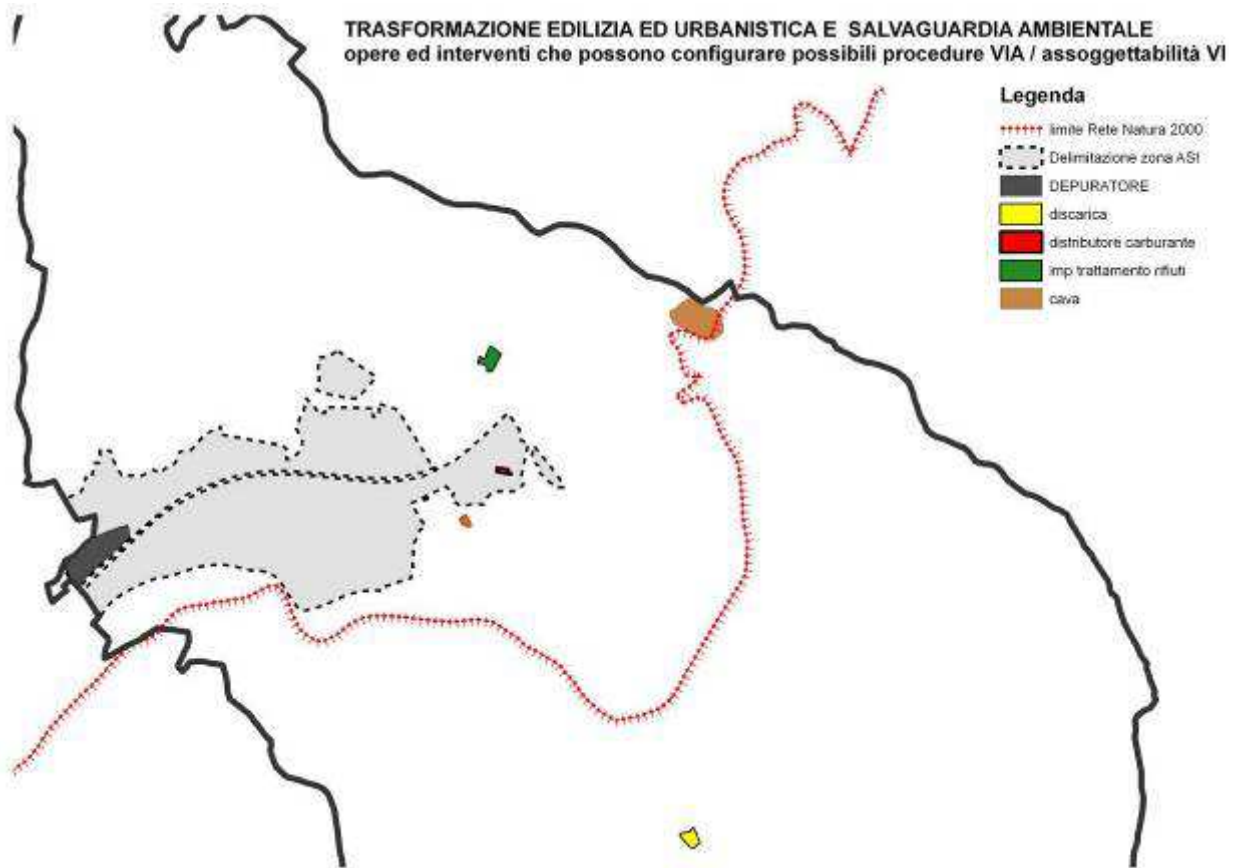 TRASFORMAZIONE EDILIZIA ED URBANISTICA E SALVAGUARDIA AMBIENTALE
opere ed interventi che possono configurare possibili procedure VIA / assoggettabilità VI
Legenda
limite Rete Natura 2000
Delimitazione zona ASI
DEPURATORE
discarica
distributore carburante
imp trattamento rifiuti
cava